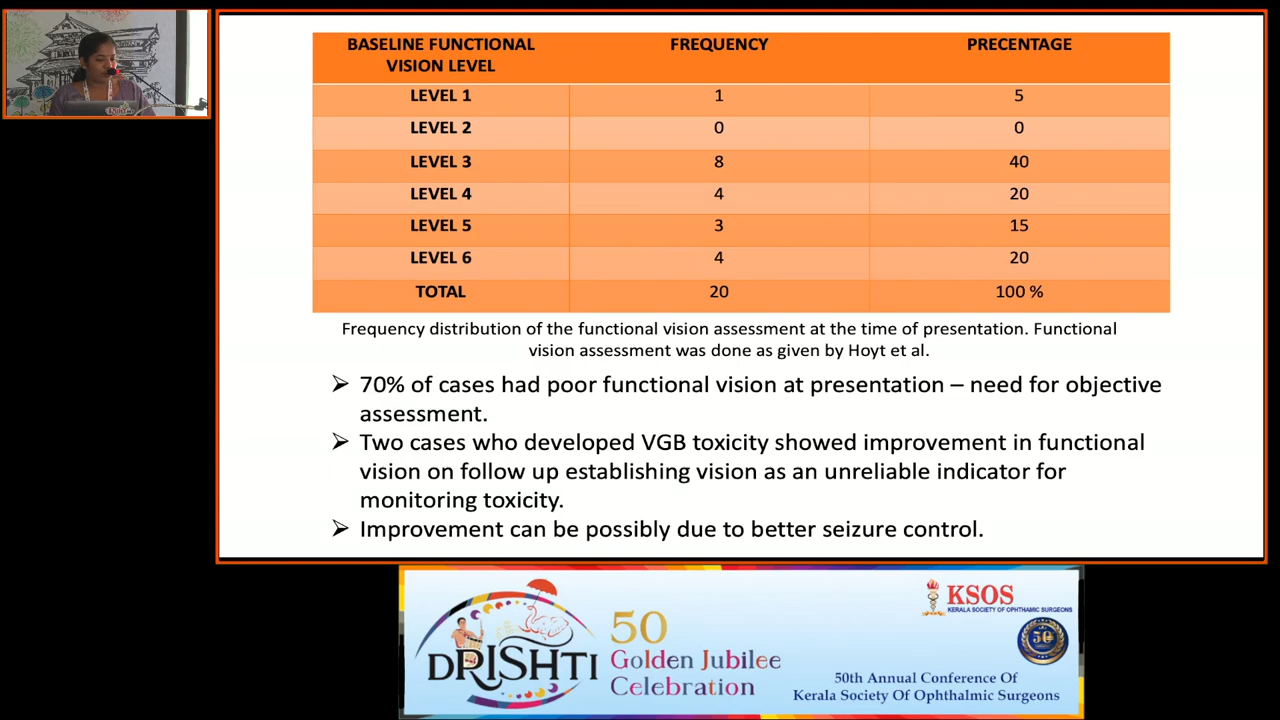 BASELINE FUNCTIONAL
VISION LEVEL
FREQUENCY
PRECENTAGE
LEVEL 1 1 5
LEVEL 2 0 0
LEVEL 3 8 40
LEVEL 4 4 20
LEVEL 5 3 15
LEVEL 6 4 20
TOTAL 20 100 %
Frequency distribution of the functional vision assessment at the time of presentation. Functional
vision assessment was done as given by Hoyt et al.
➢ 70% of cases had poor functional vision at presentation – need for objective
assessment.
➢ Two cases who developed VGB toxicity showed improvement in functional
vision on follow up establishing vision as an unreliable indicator for
monitoring toxicity.
➢ Improvement can be possibly due to better seizure control.
DRISHTI
50
Golden Jubilee
Celebration
KSOS
KERALA SOCIETY OF OPHTHAMIC SURGEONS
50
50th Annual Conference Of
Kerala Society Of Ophthalmic Surgeons